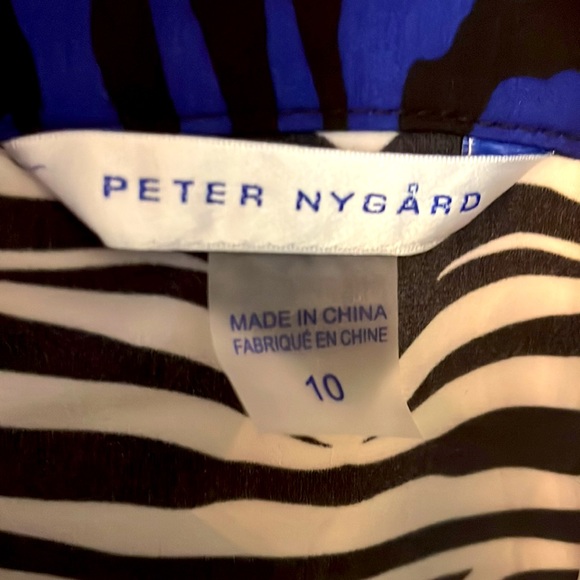 PETER NYGÅRD
MADE IN CHINA
FABRIQUÉ EN CHINE
10